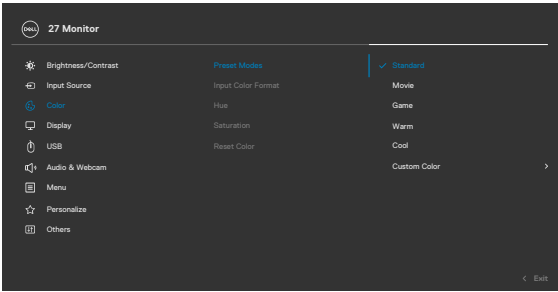 DELL 27 Monitor
Brightness/Contrast
Input Source
Color
Display
USB
Audio & Webcam
Menu
Personalize
Others
Preset Modes
Input Color Format
Hue
Saturation
Reset Color
Standard
Movie
Game
Warm
Cool
Custom Color
Exit